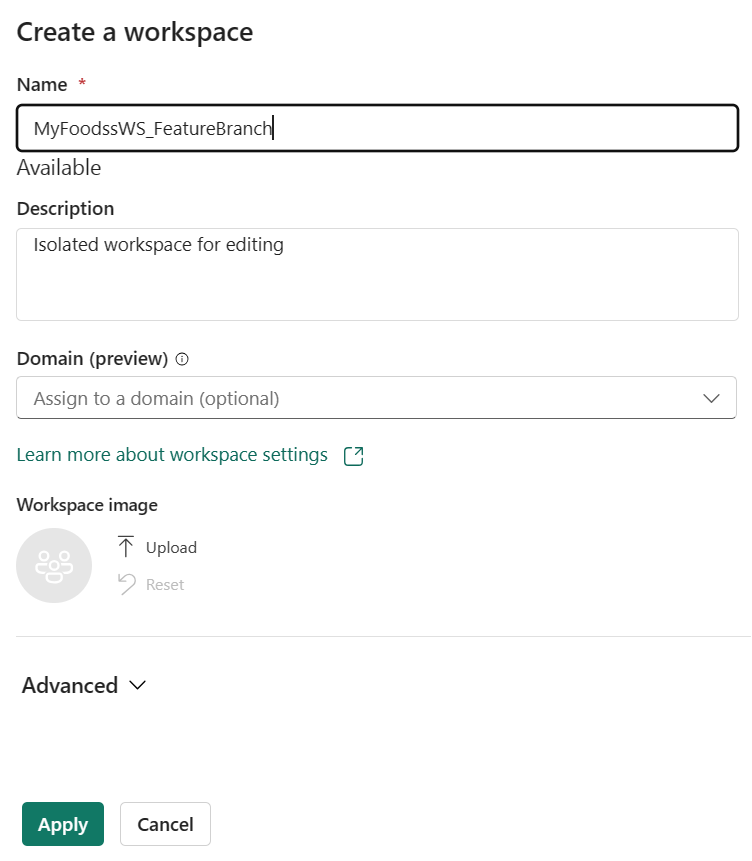 Create a workspace
Name *
MyFoodssWS_FeatureBranch
Available
Description
Isolated workspace for editing
Domain (preview)
Assign to a domain (optional)
Learn more about workspace settings
Workspace image
Upload
Reset
Advanced
Apply Cancel